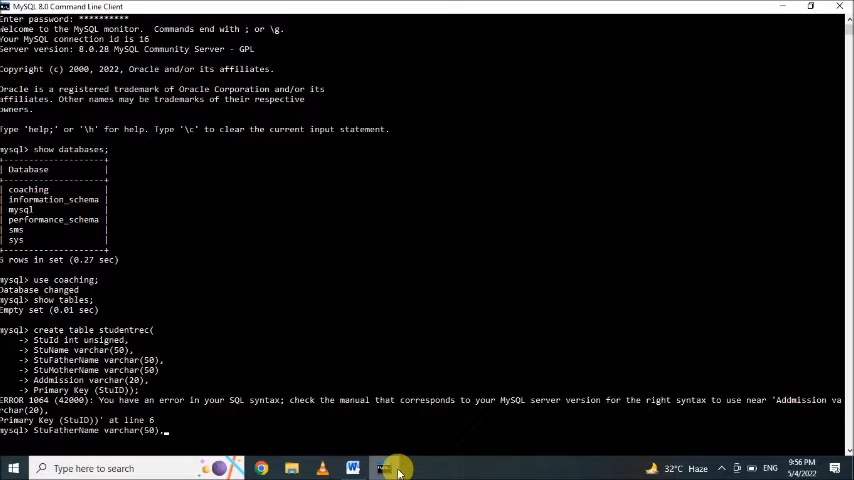 MySQL 8.0 Command Line Client
Enter password: **********
Welcome to the MySQL monitor.  Commands end with ; or \g.
Your MySQL connection id is 16
Server version: 8.0.28 MySQL Community Server - GPL
Copyright (c) 2000, 2022, Oracle and/or its affiliates.
Oracle is a registered trademark of Oracle Corporation and/or its
affiliates. Other names may be trademarks of their respective
owners.
Type 'help;' or '\h' for help. Type '\c' to clear the current input statement.
mysql> show databases;
+--------------------+
| Database           |
+--------------------+
| coaching           |
| information_schema |
| mysql              |
| performance_schema |
| sms                |
| sys                |
+--------------------+
6 rows in set (0.27 sec)
mysql> use coaching;
Database changed
mysql> show tables;
Empty set (0.01 sec)
mysql> create table studentrec(
    -> StuId int unsigned,
    -> StuName varchar(50),
    -> StuFatherName varchar(50),
    -> StuMotherName varchar(50)
    -> Addmission varchar(20),
    -> Primary Key (StuID));
ERROR 1064 (42000): You have an error in your SQL syntax; check the manual that corresponds to your MySQL server version for the right syntax to use near 'Addmission va
rchar(20),
Primary Key (StuID))' at line 6
mysql> StuFatherName varchar(50),
Type here to search
32°C Haze
ENG
9:56 PM
5/4/2022